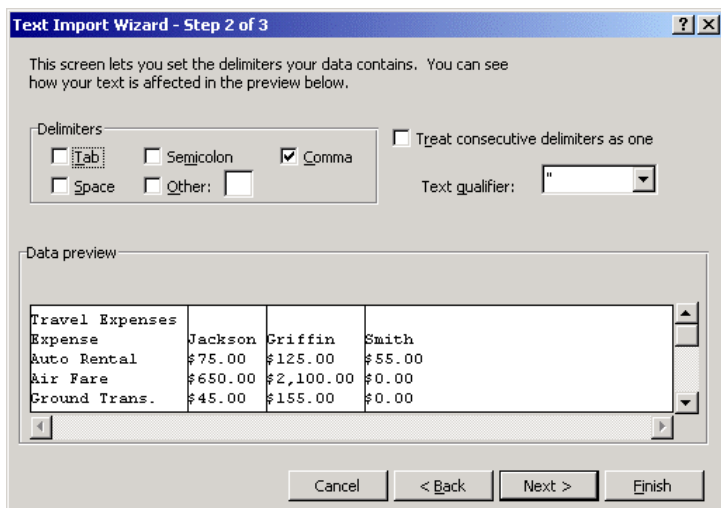 Text Import Wizard - Step 2 of 3
This screen lets you set the delimiters your data contains. You can see
how your text is affected in the preview below.
Delimiters
Tab Semicolon Comma
Space Other:
Treat consecutive delimiters as one
Text qualifier: "
Data preview
Travel Expenses
Expense Jackson Griffin Smith
Auto Rental $75.00 $125.00 $55.00
Air Fare $650.00 $2,100.00 $0.00
Ground Trans. $45.00 $155.00 $0.00
Cancel < Back Next > Finish